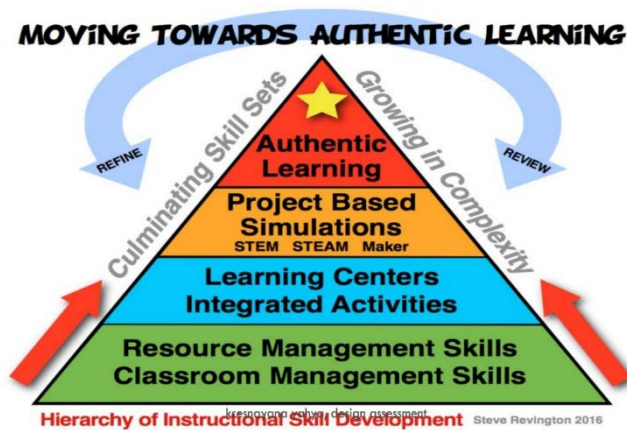 MOVING TOWARDS AUTHENTIC LEARNING
Culminating Skill Sets
Growing in Complexity
REFINE
REVIEW
Authentic
Learning
Project Based
Simulations
STEM STEAM Maker
Learning Centers
Integrated Activities
Resource Management Skills
Classroom Management Skills
kresnayana yahya, design assessment
Hierarchy of Instructional Skill Development Steve Revington 2016